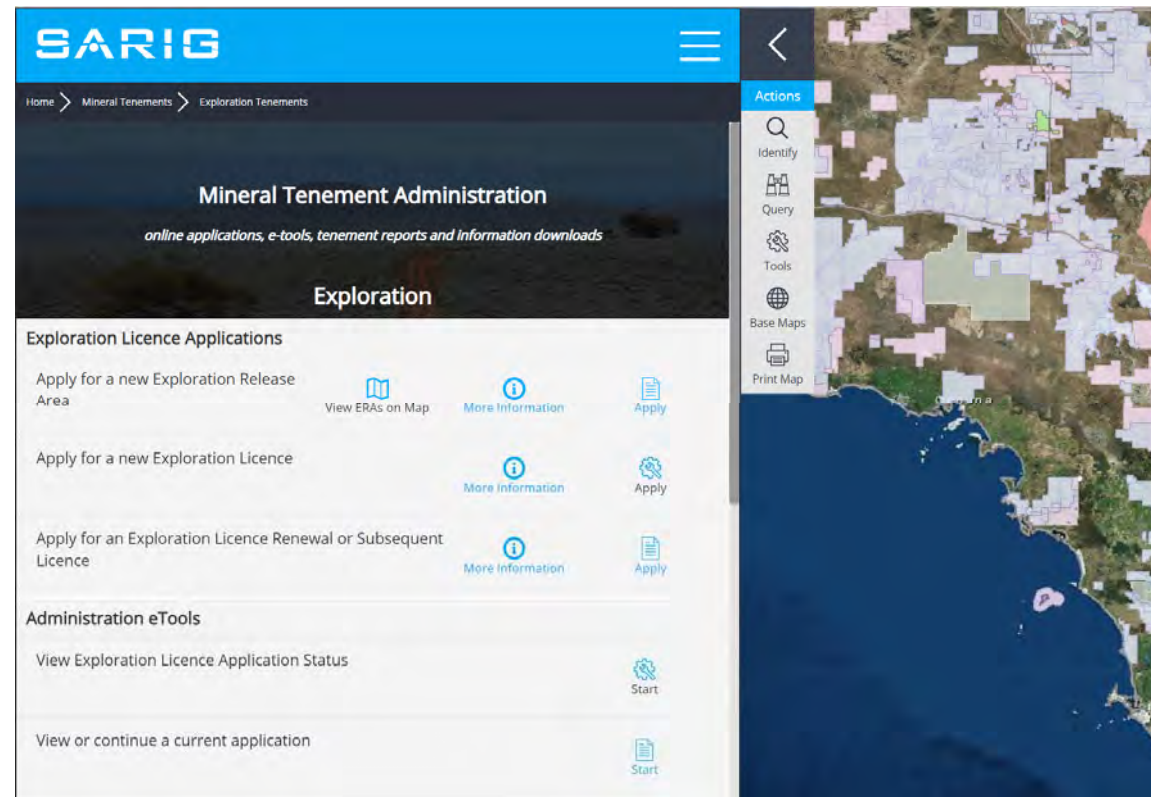 SARIG
Home
Mineral Tenements
Exploration Tenements
Mineral Tenement Administration
online applications, e-tools, tenement reports and information downloads
Exploration
Exploration Licence Applications
Apply for a new Exploration Release
Area
View ERAs on Map
More Information
Apply
Apply for a new Exploration Licence
More Information
Apply
Apply for an Exploration Licence Renewal or Subsequent
Licence
More Information
Apply
Administration eTools
View Exploration Licence Application Status
Start
View or continue a current application
Start
Actions
Identify
Query
Tools
Base Maps
Print Map
Ceduna